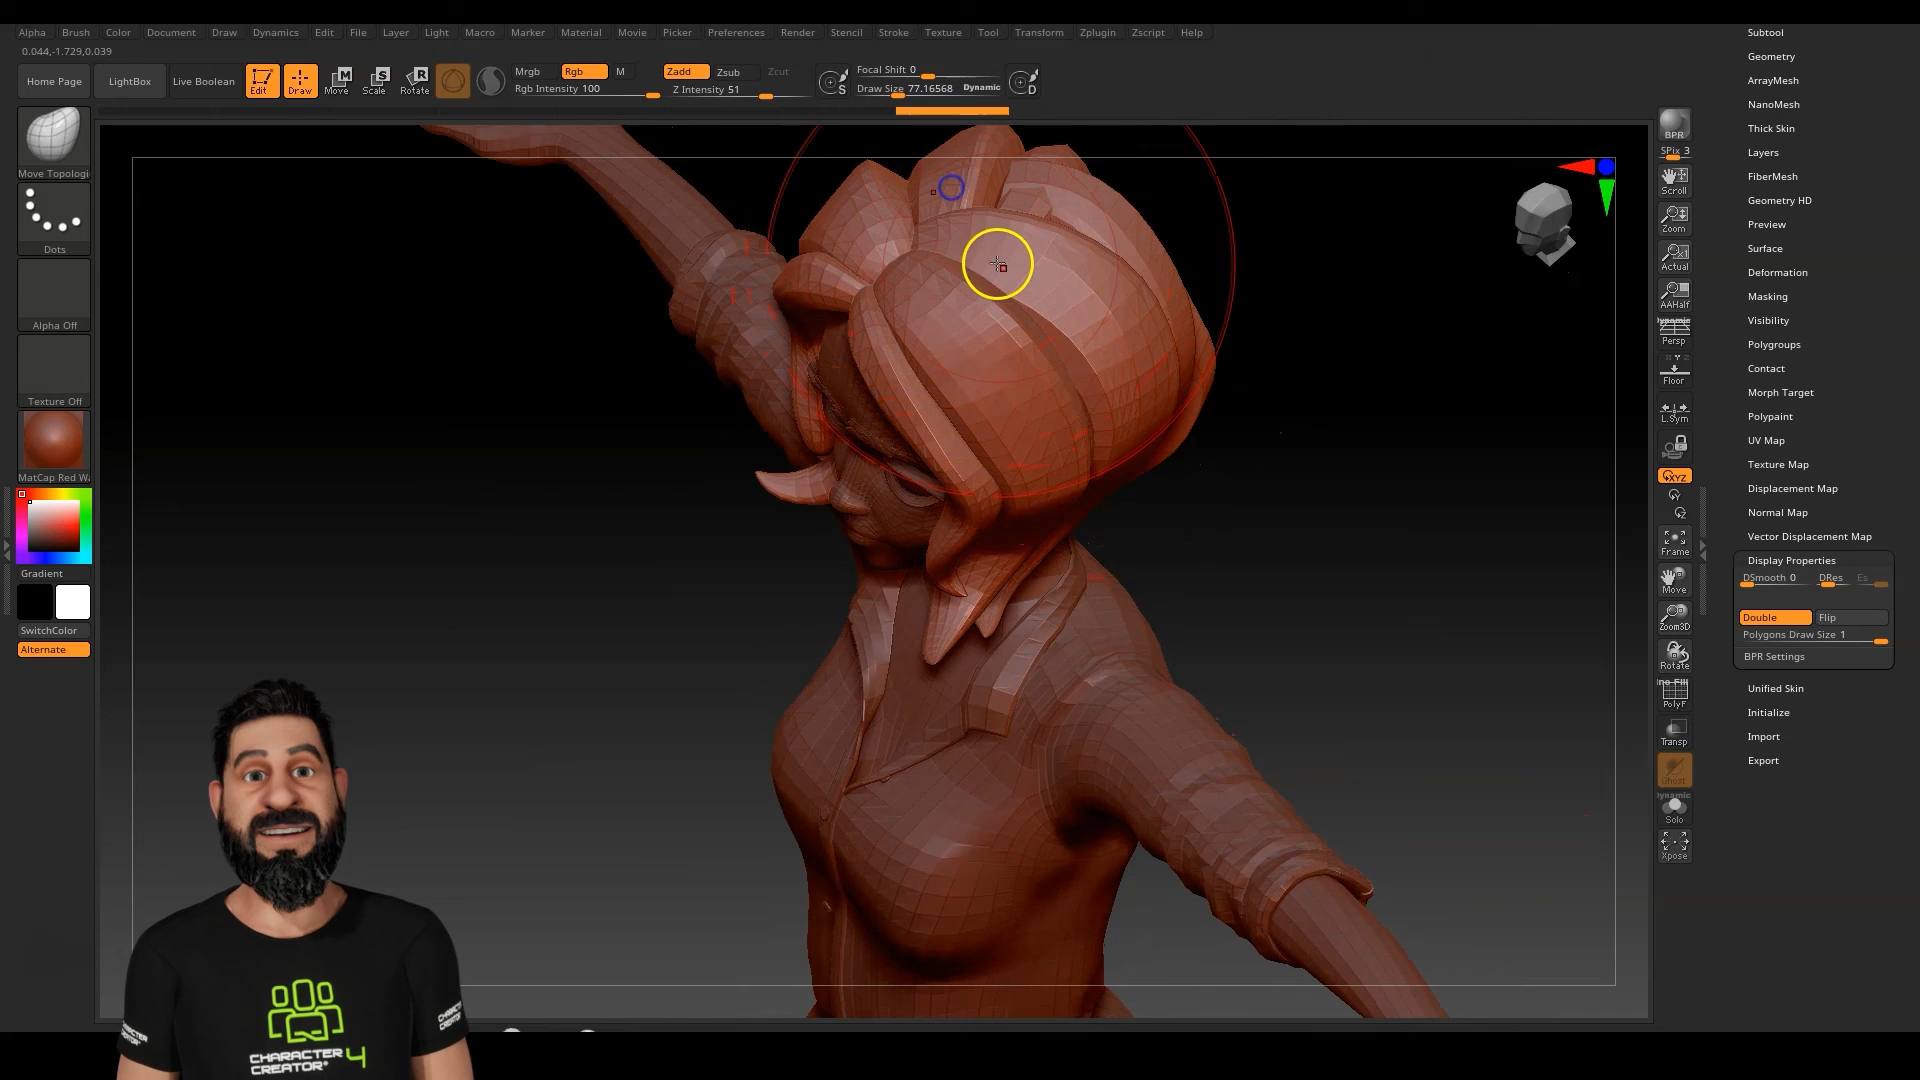 Alpha Brush Color Document Draw Dynamics Edit File Layer Light Macro Marker Material Movie Picker Preferences Render Stencil Stroke Texture Tool Transform Zplugin Zscript Help
0.044,-1.729,0.039
Home Page
LightBox
Live Boolean
Edit
Draw
Move
Scale
Rotate
Mrgb
Rgb
M
Rgb Intensity 100
Zadd
Zsub
Zcut
Z Intensity 51
S
Focal Shift 0
Draw Size 77.16568
Dynamic
D
Move Topologi
Dots
Alpha Off
Texture Off
MatCap Red W
Gradient
SwitchColor
Alternate
BPR
SPix 3
Scroll
Zoom
Actual
AAHalf
Dynamic
Persp
Floor
L.Sym
XYZ
Y
Z
Frame
Move
Zoom3D
Rotate
PolyF
Transp
Ghost
Dynamic
Solo
Xpose
Subtool
Geometry
ArrayMesh
NanoMesh
Thick Skin
Layers
FiberMesh
Geometry HD
Preview
Surface
Deformation
Masking
Visibility
Polygroups
Contact
Morph Target
Polypaint
UV Map
Texture Map
Displacement Map
Normal Map
Vector Displacement Map
Display Properties
DSmooth 0
DRes
Es
Double
Flip
Polygons Draw Size 1
BPR Settings
Unified Skin
Initialize
Import
Export
CHARACTER
CREATOR® 4